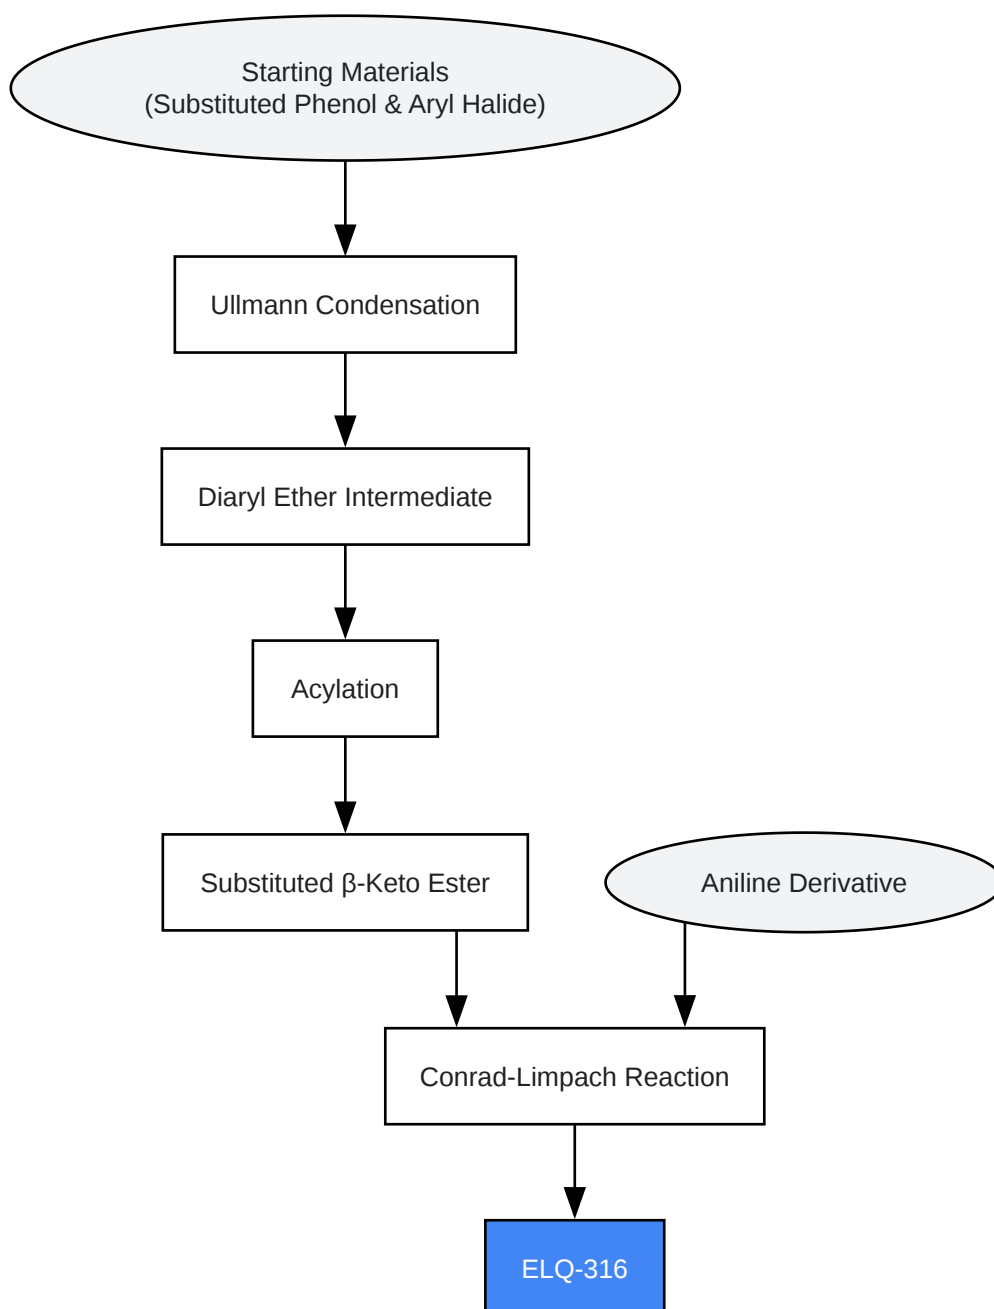 Starting Materials
(Substituted Phenol & Aryl Halide)
Ullmann Condensation
Diaryl Ether Intermediate
Acylation
Substituted β-Keto Ester
Aniline Derivative
Conrad-Limpach Reaction
ELQ-316